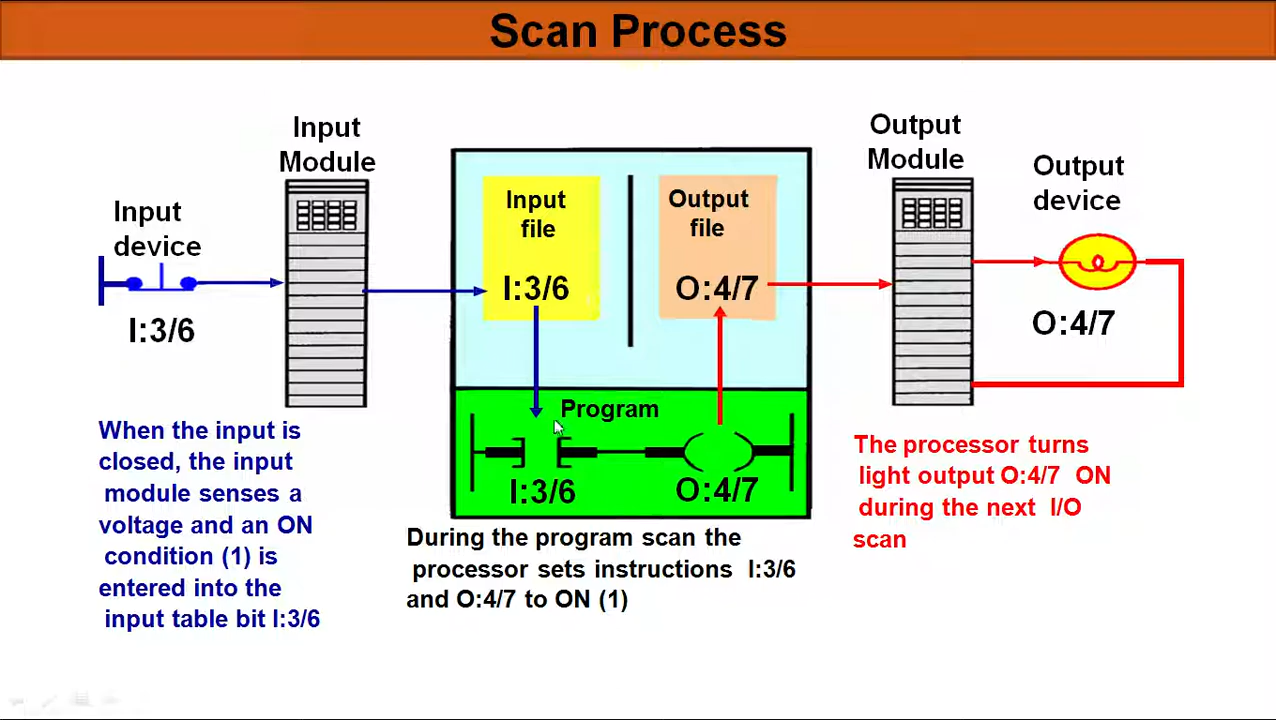 Scan Process
Input
Module
Input
device
I:3/6
When the input is
closed, the input
module senses a
voltage and an ON
condition (1) is
entered into the
input table bit I:3/6
Input
file
I:3/6
Output
file
O:4/7
Program
I:3/6
O:4/7
During the program scan the
processor sets instructions I:3/6
and O:4/7 to ON (1)
Output
Module
Output
device
O:4/7
The processor turns
light output O:4/7 ON
during the next I/O
scan